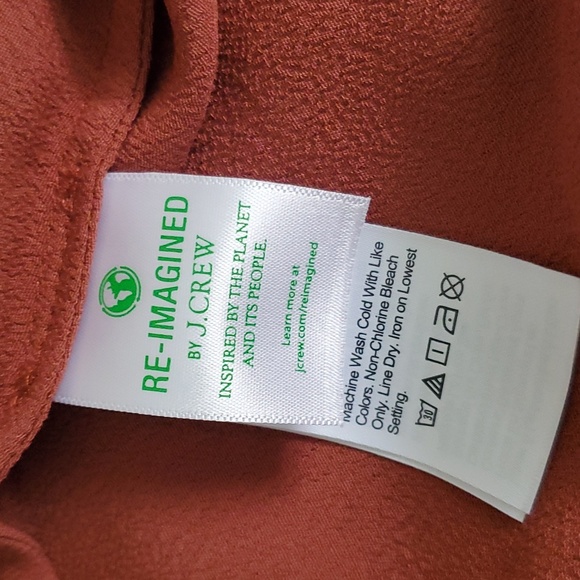 RE-IMAGINED
BY J.CREW
INSPIRED BY THE PLANET
AND ITS PEOPLE.
Learn more at
jcrew.com/reimagined
Machine Wash Cold With Like
Colors. Non-Chlorine Bleach
Only. Line Dry. Iron on Lowest
Setting.
30